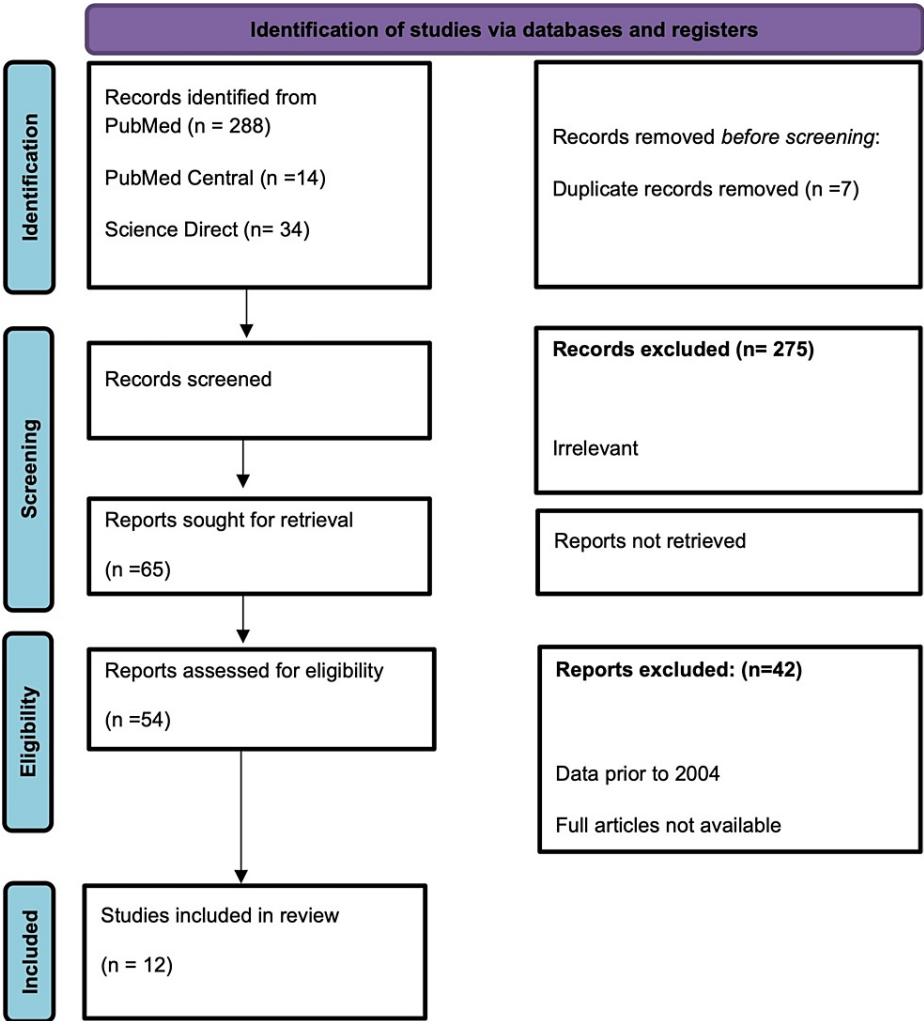 Identification of studies via databases and registers
Identification
Records identified from
PubMed (n = 288)
PubMed Central (n =14)
Science Direct (n= 34)
Records removed before screening:
Duplicate records removed (n =7)
Screening
Records screened
Records excluded (n= 275)
Irrelevant
Reports sought for retrieval
(n =65)
Reports not retrieved
Eligibility
Reports assessed for eligibility
(n =54)
Reports excluded: (n=42)
Data prior to 2004
Full articles not available
Included
Studies included in review
(n = 12)